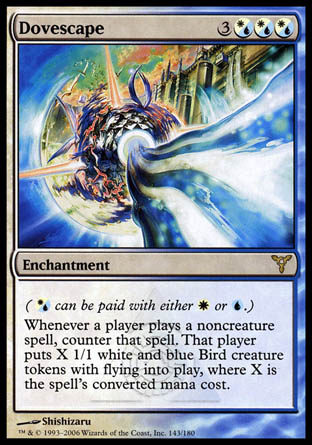 Dovescape 3
Enchantment
( can be paid with either or .)
Whenever a player plays a noncreature
spell, counter that spell. That player
puts X 1/1 white and blue Bird creature
tokens with flying into play, where X is
the spell's converted mana cost.
Shishizaru
™ & © 1993–2006 Wizards of the Coast, Inc. 143/180